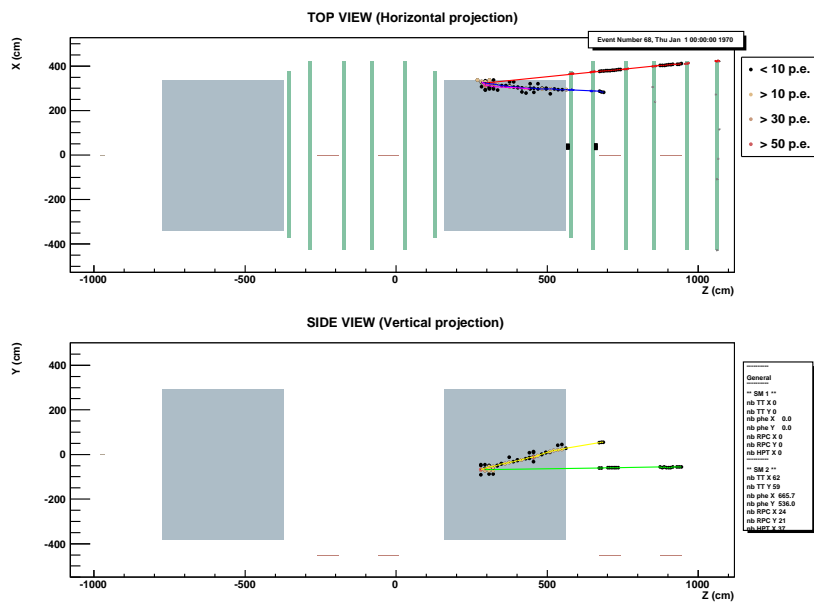 TOP VIEW (Horizontal projection)
Event Number 68, Thu Jan 1 00:00:00 1970
X (cm)
400
200
0
-200
-400
-1000
-500
0
500
1000
Z (cm)
< 10 p.e.
> 10 p.e.
> 30 p.e.
> 50 p.e.
SIDE VIEW (Vertical projection)
Y (cm)
400
200
0
-200
-400
-1000
-500
0
500
1000
Z (cm)
----------
General
----------
** SM 1 **
nb TT X 0
nb TT Y 0
nb phe X 0.0
nb phe Y 0.0
nb RPC X 0
nb RPC Y 0
nb HPT X 0
----------
** SM 2 **
nb TT X 62
nb TT Y 59
nb phe X 665.7
nb phe Y 536.0
nb RPC X 24
nb RPC Y 21
nb HPT X 37